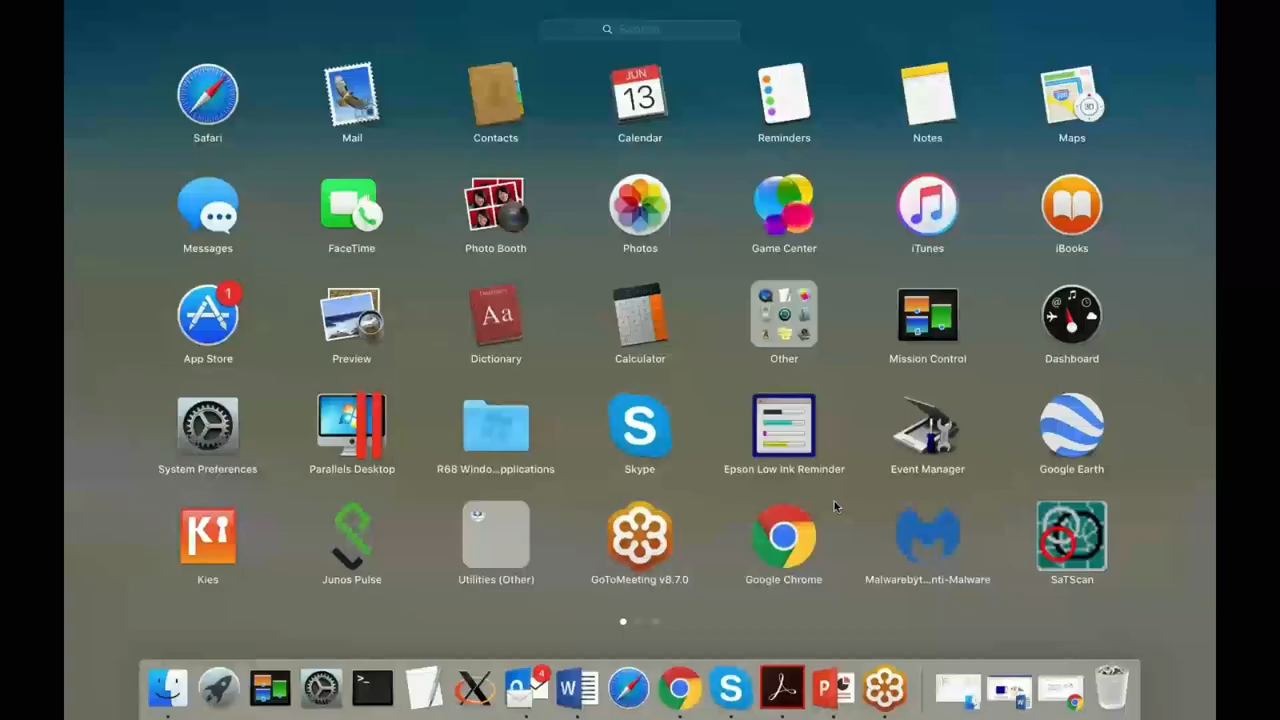 Search
Safari
Mail
Contacts
JUN
13
Calendar
Reminders
Notes
3D
Maps
Messages
FaceTime
Photo Booth
Photos
Game Center
iTunes
iBooks
1
App Store
Preview
Dictionary
Aa
Dictionary
Calculator
Other
Mission Control
Dashboard
System Preferences
Parallels Desktop
R68 Windo...pplications
S
Skype
Epson Low Ink Reminder
Event Manager
Google Earth
K
Kies
Junos Pulse
Utilities (Other)
GoToMeeting v8.7.0
Google Chrome
Malwarebyt...nti-Malware
SaTScan
>_
X
4
W
S
P